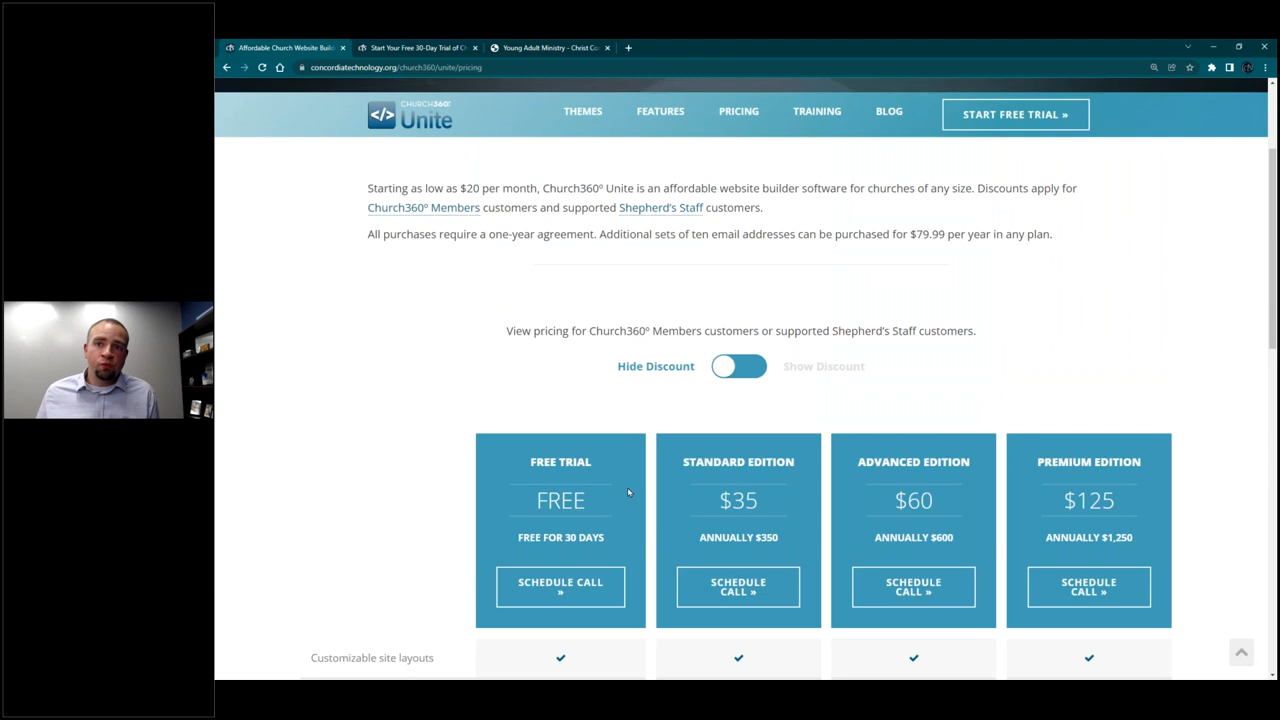 Affordable Church Website Build
Start Your Free 30-Day Trial of C
Young Adult Ministry - Christ Co
concordiatechnology.org/church360/unite/pricing
CHURCH360°
Unite
THEMES
FEATURES
PRICING
TRAINING
BLOG
START FREE TRIAL »
Starting as low as $20 per month, Church360° Unite is an affordable website builder software for churches of any size. Discounts apply for
Church360° Members customers and supported Shepherd's Staff customers.
All purchases require a one-year agreement. Additional sets of ten email addresses can be purchased for $79.99 per year in any plan.
View pricing for Church360° Members customers or supported Shepherd's Staff customers.
Hide Discount
Show Discount
FREE TRIAL
FREE
FREE FOR 30 DAYS
SCHEDULE CALL
»
STANDARD EDITION
$35
ANNUALLY $350
SCHEDULE
CALL »
ADVANCED EDITION
$60
ANNUALLY $600
SCHEDULE
CALL »
PREMIUM EDITION
$125
ANNUALLY $1,250
SCHEDULE
CALL »
Customizable site layouts